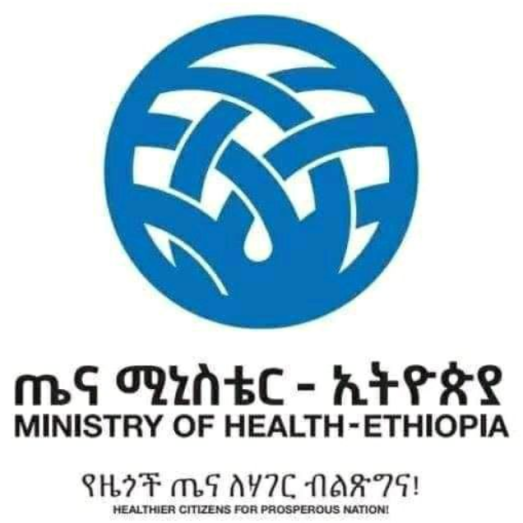 ጤና ሚኒስቴር - ኢትዮጵያ
MINISTRY OF HEALTH-ETHIOPIA
የዜጎች ጤና ለሃገር ብልጽግና!
HEALTHIER CITIZENS FOR PROSPEROUS NATION!